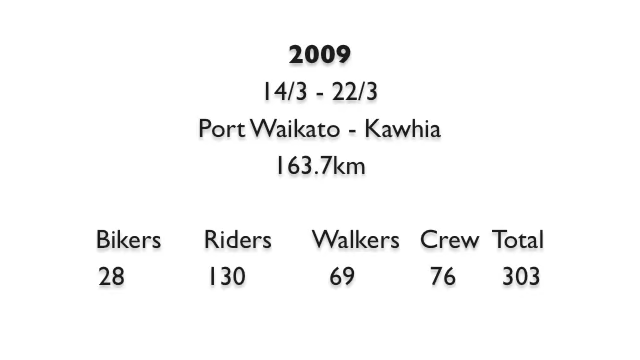 2009
14/3 - 22/3
Port Waikato - Kawhia
163.7km
Bikers Riders Walkers Crew Total
28 130 69 76 303